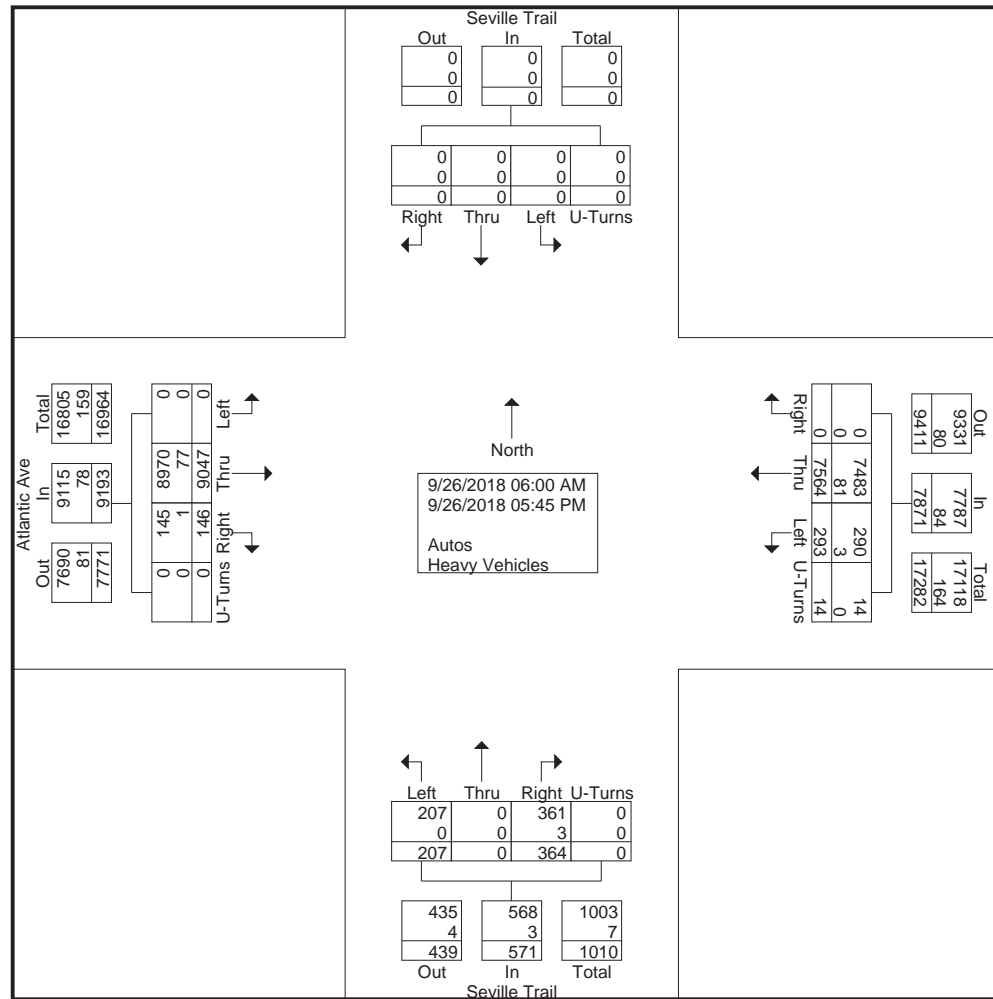 Seville Trail
Out In Total
0 0 0
0 0 0
0 0 0
0 0 0 0
0 0 0 0
0 0 0 0
Right Thru Left U-Turns
Atlantic Ave
Total In Out
16805 9115 7690
159 78 81
16964 9193 7771
0 8970 145 0
0 77 1 0
0 9047 146 0
Left Thru Right U-Turns
North
9/26/2018 06:00 AM
9/26/2018 05:45 PM
Autos
Heavy Vehicles
Out In Total
9331 7787 17118
80 84 164
9411 7871 17282
0 7483 290 14
0 81 3 0
0 7564 293 14
Right Thru Left U-Turns
Left Thru Right U-Turns
207 0 361 0
0 0 3 0
207 0 364 0
435 568 1003
4 3 7
439 571 1010
Out In Total
Seville Trail